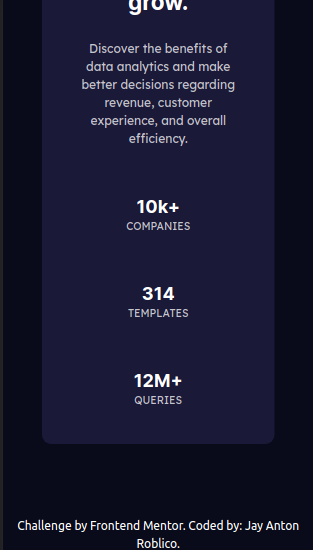 grow.
Discover the benefits of
data analytics and make
better decisions regarding
revenue, customer
experience, and overall
efficiency.
10k+
COMPANIES
314
TEMPLATES
12M+
QUERIES
Challenge by Frontend Mentor. Coded by: Jay Anton
Roblico.